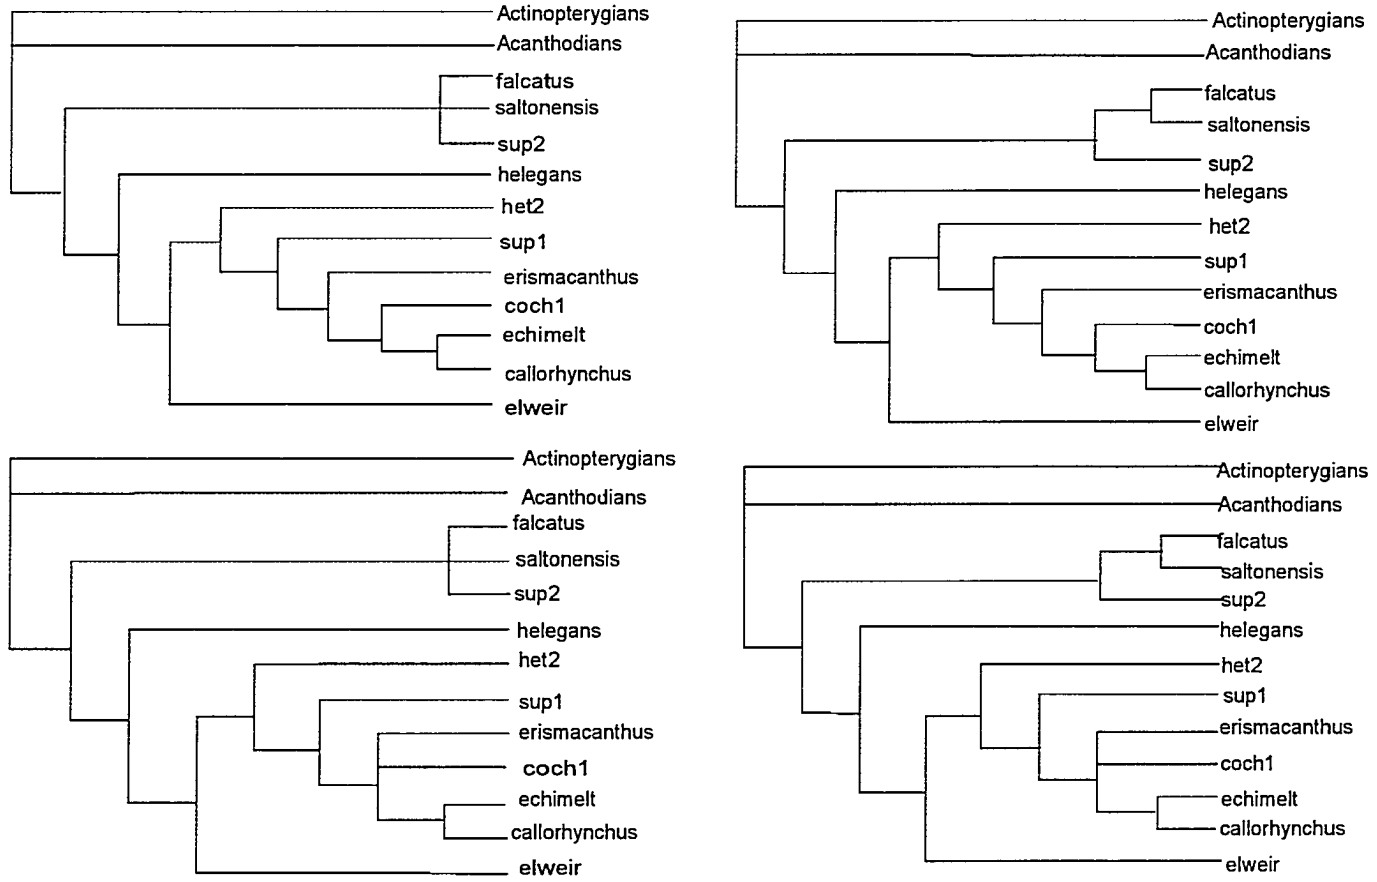 Actinopterygians
Acanthodians
falcatus
saltonensis
sup2
helegans
het2
sup1
erismacanthus
coch1
echimelt
callorhynchus
elweir
Actinopterygians
Acanthodians
falcatus
saltonensis
sup2
helegans
het2
sup1
erismacanthus
coch1
echimelt
callorhynchus
elweir
Actinopterygians
Acanthodians
falcatus
saltonensis
sup2
helegans
het2
sup1
erismacanthus
coch1
echimelt
callorhynchus
elweir
Actinopterygians
Acanthodians
falcatus
saltonensis
sup2
helegans
het2
sup1
erismacanthus
coch1
echimelt
callorhynchus
elweir